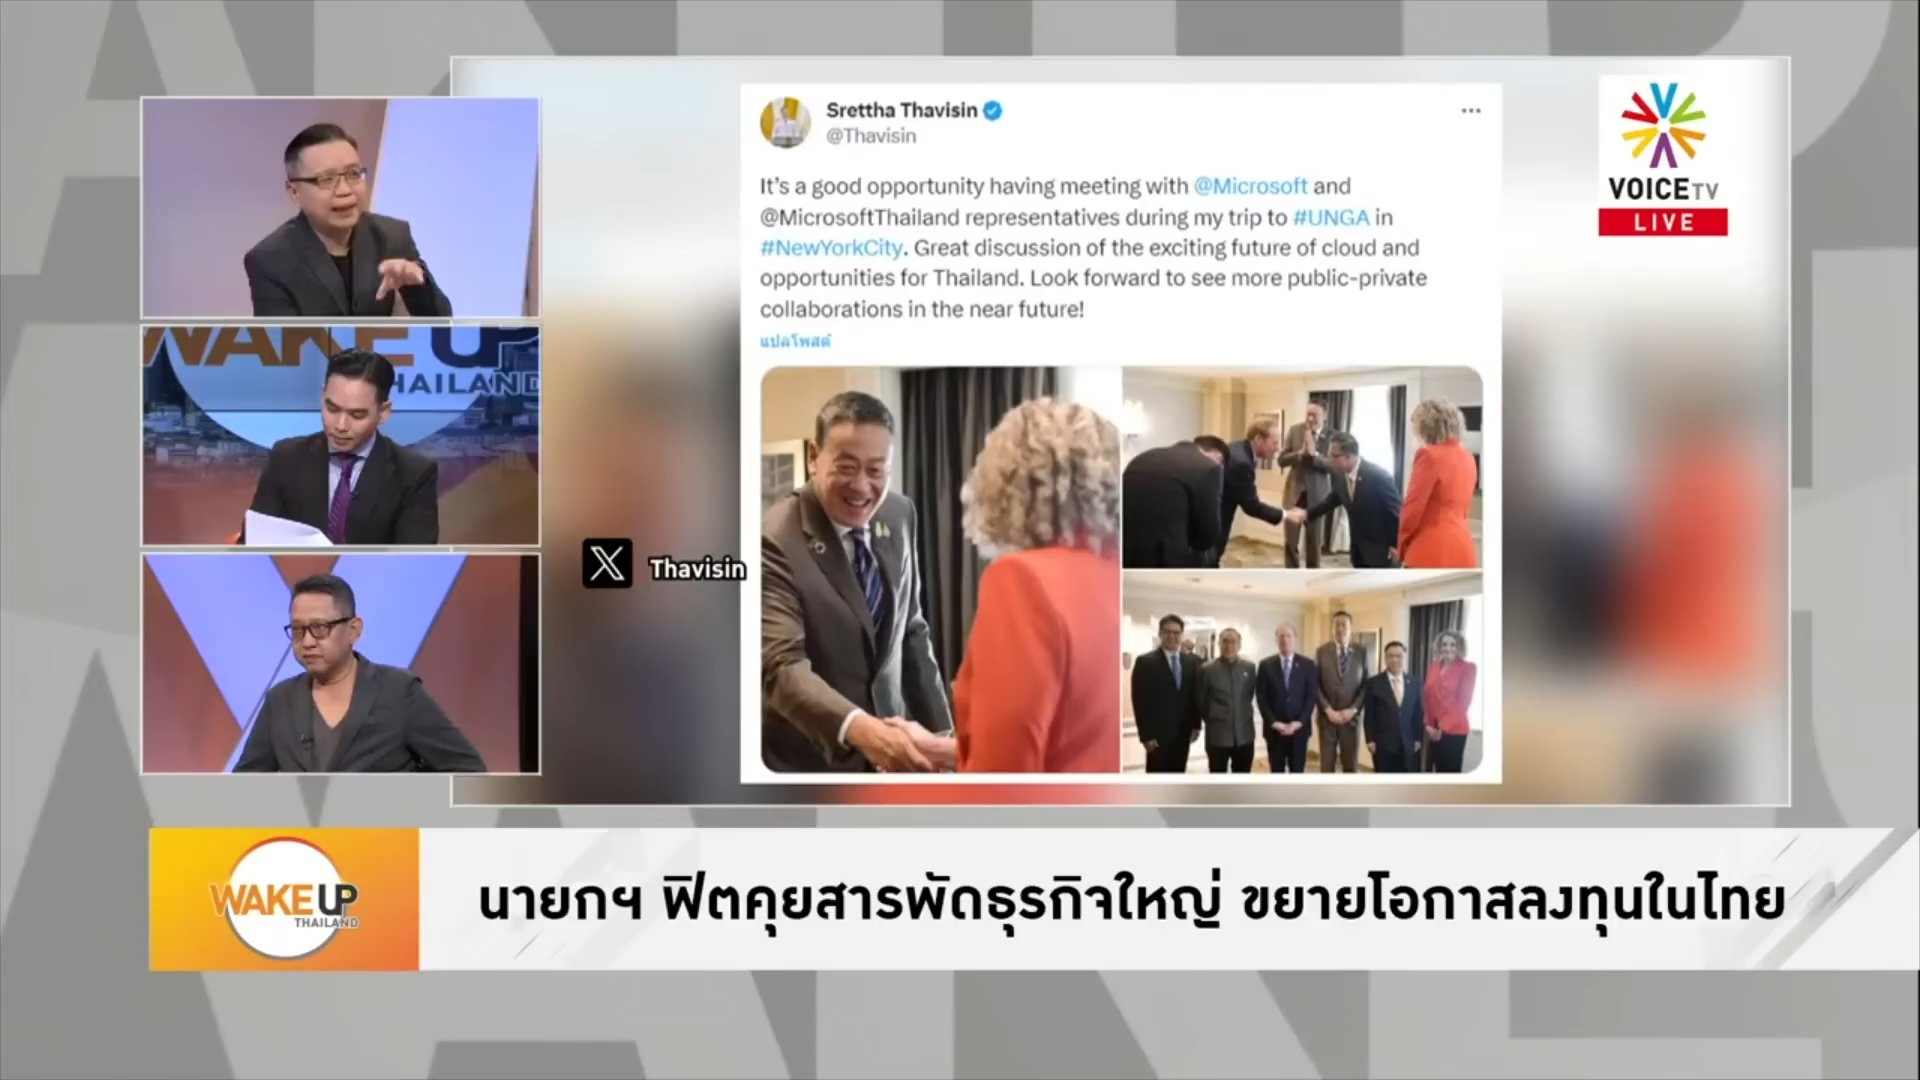 WAKE UP
THAILAND
Srettha Thavisin
@Thavisin
It's a good opportunity having meeting with @Microsoft and
@MicrosoftThailand representatives during my trip to #UNGA in
#NewYorkCity. Great discussion of the exciting future of cloud and
opportunities for Thailand. Look forward to see more public-private
collaborations in the near future!
แปลโพสต์
X Thavisin
VOICE TV
LIVE
WAKE UP
THAILAND
นายกฯ ฟิตคุยสารพัดธุรกิจใหญ่ ขยายโอกาสลงทุนในไทย